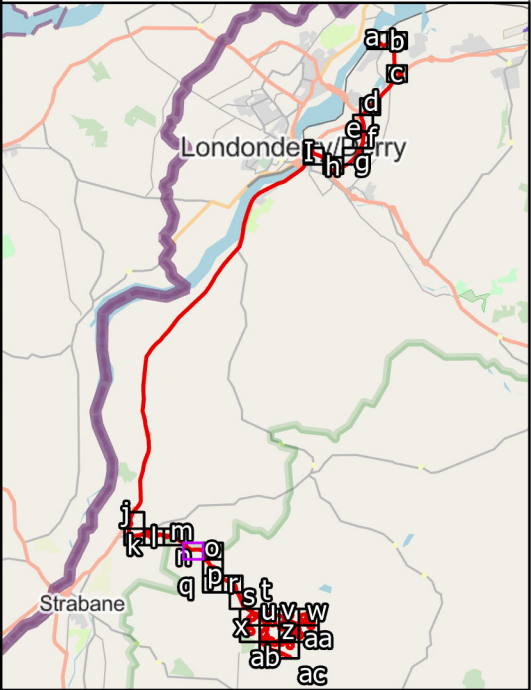 a b
c
d
e f
Londonderry/Derry
I h g
j
k l m
n o
p
q r
s t
u v w
x z aa
ab
ac
Strabane